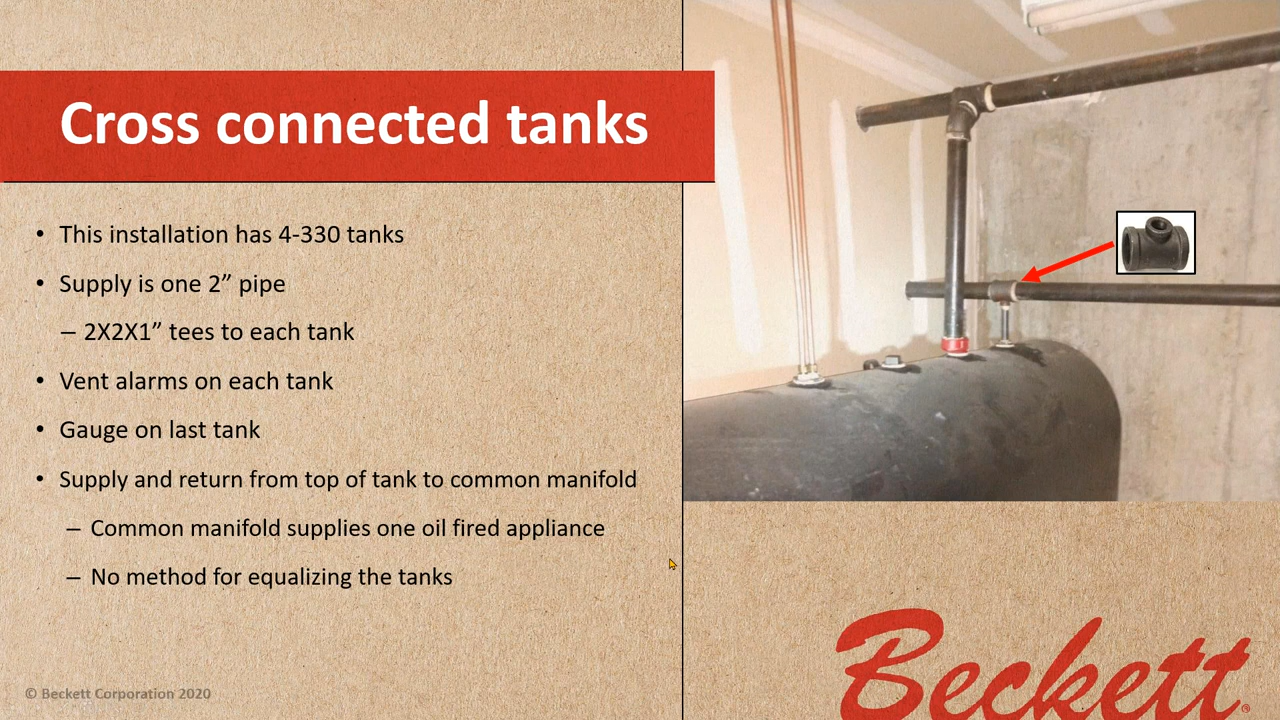 Cross connected tanks
• This installation has 4-330 tanks
• Supply is one 2” pipe
– 2X2X1” tees to each tank
• Vent alarms on each tank
• Gauge on last tank
• Supply and return from top of tank to common manifold
– Common manifold supplies one oil fired appliance
– No method for equalizing the tanks
© Beckett Corporation 2020
Beckett®